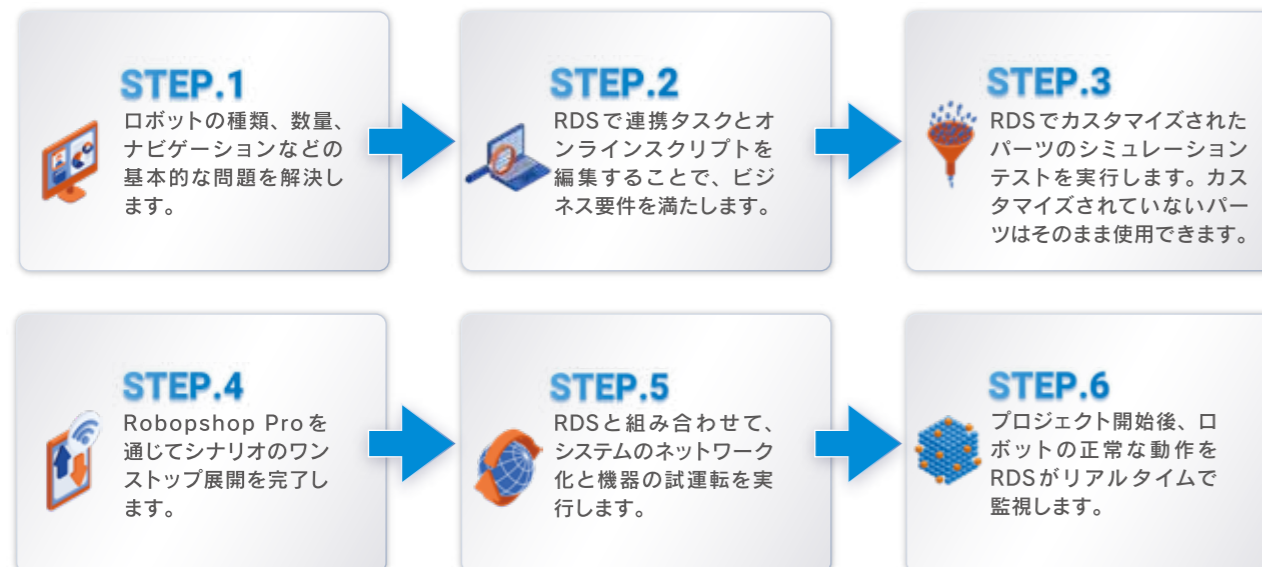 STEP.1
ロボットの種類、数量、
ナビゲーションなどの
基本的な問題を解決し
ます。
STEP.2
RDSで連携タスクとオ
ンラインスクリプトを
編集することで、ビジ
ネス要件を満たします。
STEP.3
RDSでカスタマイズされた
パーツのシミュレーション
テストを実行します。カス
タマイズされていないパー
ツはそのまま使用できます。
STEP.4
Robopshop Proを
通じてシナリオのワン
ストップ展開を完了し
ます。
STEP.5
RDSと組み合わせて、
システムのネットワーク
化と機器の試運転を実
行します。
STEP.6
プロジェクト開始後、ロ
ボットの正常な動作を
RDSがリアルタイムで
監視します。